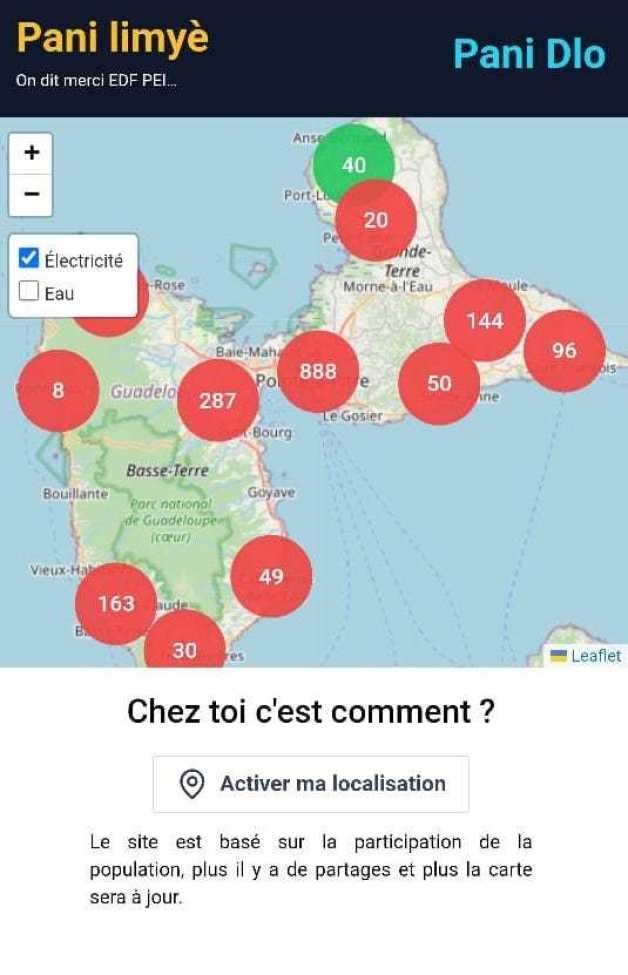 Pani limyè
On dit merci EDF PEI...
Pani Dlo
+
−
Électricité
Eau
Anse
40
Port-L
20
Pe
Grande-
Terre
Morne-à-l'Eau
-Rose
144
ule
96
ois-
Baie-Mah
888
Po
e
50
nne
8
Guadelo
287
Le Gosier
-Bourg
Basse-Terre
Bouillante
Goyave
Parc national
de Guadeloupe
(cœur)
Vieux-Hab
49
163
aude
B
30
res
Leaflet
Chez toi c'est comment ?
Activer ma localisation
Le site est basé sur la participation de la
population, plus il y a de partages et plus la carte
sera à jour.